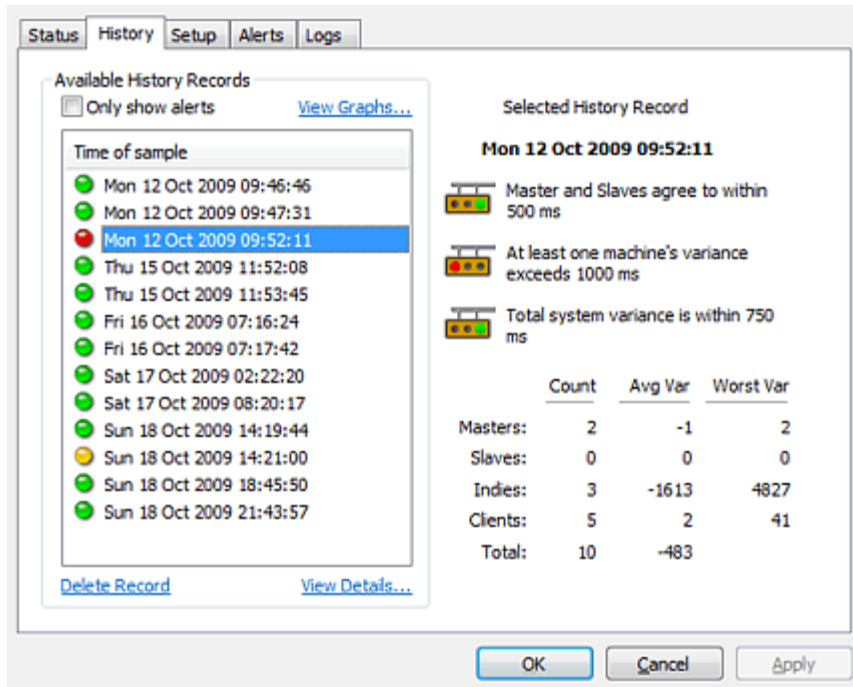 Status History Setup Alerts Logs
Available History Records
Only show alerts View Graphs...
Time of sample
Mon 12 Oct 2009 09:46:46
Mon 12 Oct 2009 09:47:31
Mon 12 Oct 2009 09:52:11
Thu 15 Oct 2009 11:52:08
Thu 15 Oct 2009 11:53:45
Fri 16 Oct 2009 07:16:24
Fri 16 Oct 2009 07:17:42
Sat 17 Oct 2009 02:22:20
Sat 17 Oct 2009 08:20:17
Sun 18 Oct 2009 14:19:44
Sun 18 Oct 2009 14:21:00
Sun 18 Oct 2009 18:45:50
Sun 18 Oct 2009 21:43:57
Delete Record View Details...
Selected History Record
Mon 12 Oct 2009 09:52:11
Master and Slaves agree to within
500 ms
At least one machine's variance
exceeds 1000 ms
Total system variance is within 750
ms
Count Avg Var Worst Var
Masters: 2 -1 2
Slaves: 0 0 0
Indies: 3 -1613 4827
Clients: 5 2 41
Total: 10 -483
OK Cancel Apply